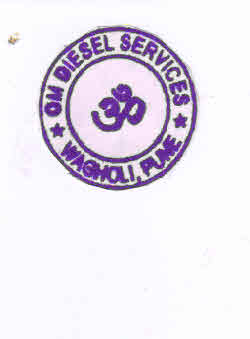 OM DIESEL SERVICES
ॐ
★ WAGHOLI, PUNE ★